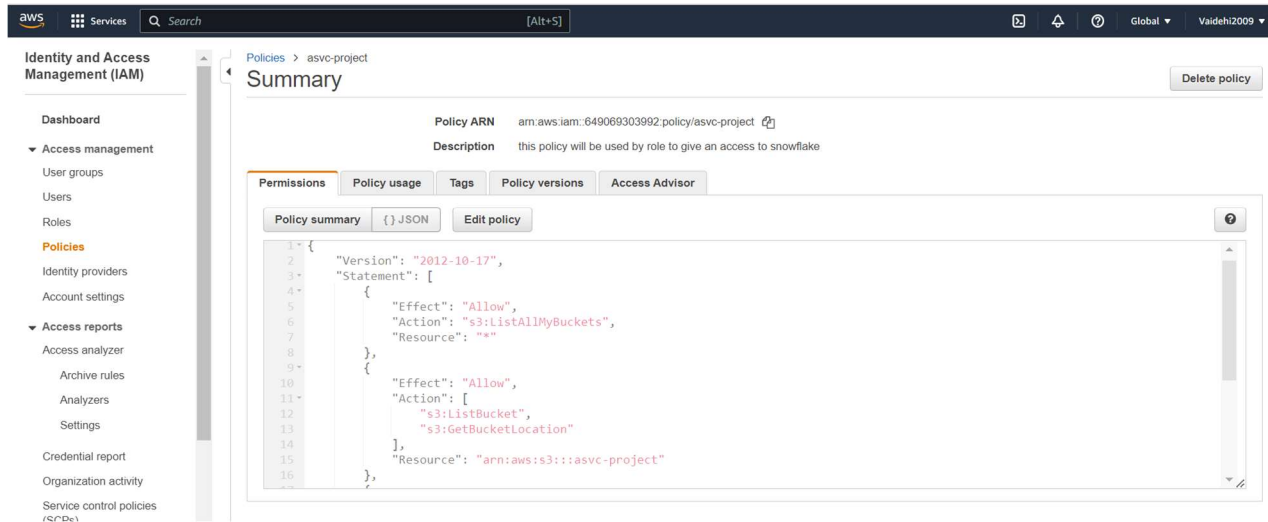 aws Services Search [Alt+S] Global Vaidehi2009
Identity and Access
Management (IAM)
Dashboard
Access management
User groups
Users
Roles
Policies
Identity providers
Account settings
Access reports
Access analyzer
Archive rules
Analyzers
Settings
Credential report
Organization activity
Service control policies
(SCPs)
Policies > asvc-project
Summary
Delete policy
Policy ARN arn:aws:iam::649069303992:policy/asvc-project
Description this policy will be used by role to give an access to snowflake
Permissions Policy usage Tags Policy versions Access Advisor
Policy summary { } JSON Edit policy
1 {
2 "Version": "2012-10-17",
3 "Statement": [
4 {
5 "Effect": "Allow",
6 "Action": "s3:ListAllMyBuckets",
7 "Resource": "*"
8 },
9 {
10 "Effect": "Allow",
11 "Action": [
12 "s3:ListBucket",
13 "s3:GetBucketLocation"
14 ],
15 "Resource": "arn:aws:s3:::asvc-project"
16 },
17 {